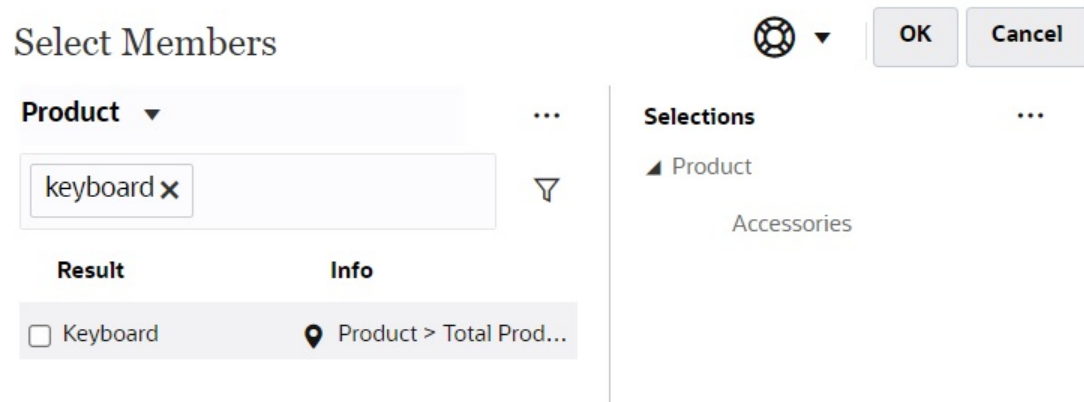 Select Members
OK
Cancel
Product
...
Selections
...
keyboard
Product
Accessories
Result
Info
Keyboard
Product > Total Prod...